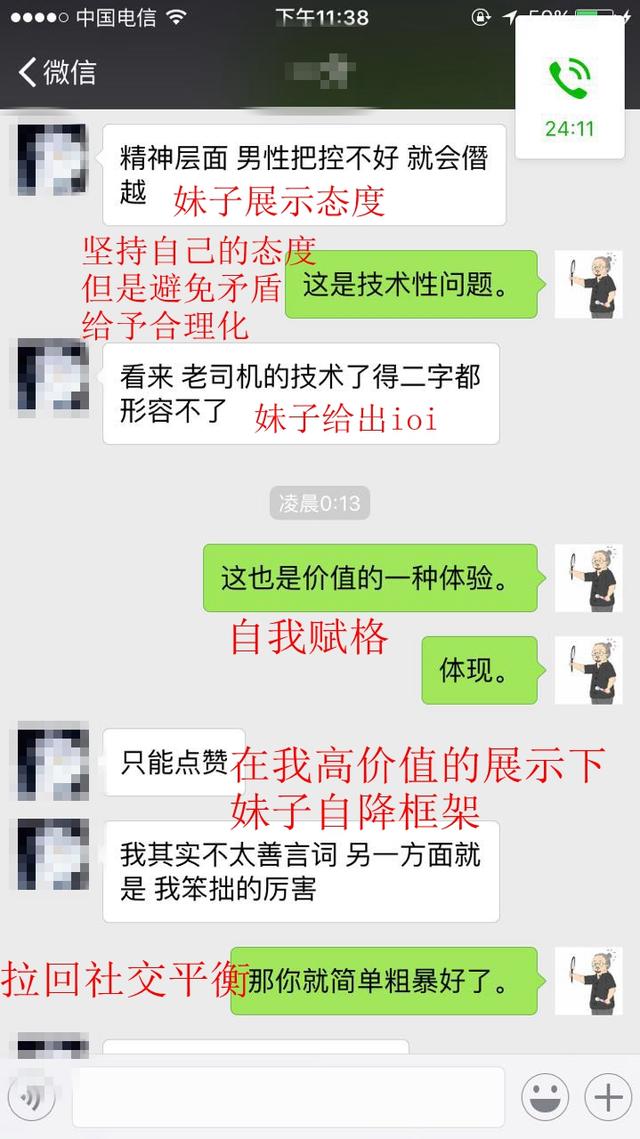 中国电信
下午11:38
微信
24:11
精神层面 男性把控不好 就会僭
越
妹子展示态度
坚持自己的态度
但是避免矛盾
给予合理化
这是技术性问题。
看来 老司机的技术了得二字都
形容不了
妹子给出ioi
凌晨0:13
这也是价值的一种体验。
自我赋格
体现。
只能点赞
在我高价值的展示下
妹子自降框架
我其实不太善言词 另一方面就
是 我笨拙的厉害
拉回社交平衡
那你就简单粗暴好了。